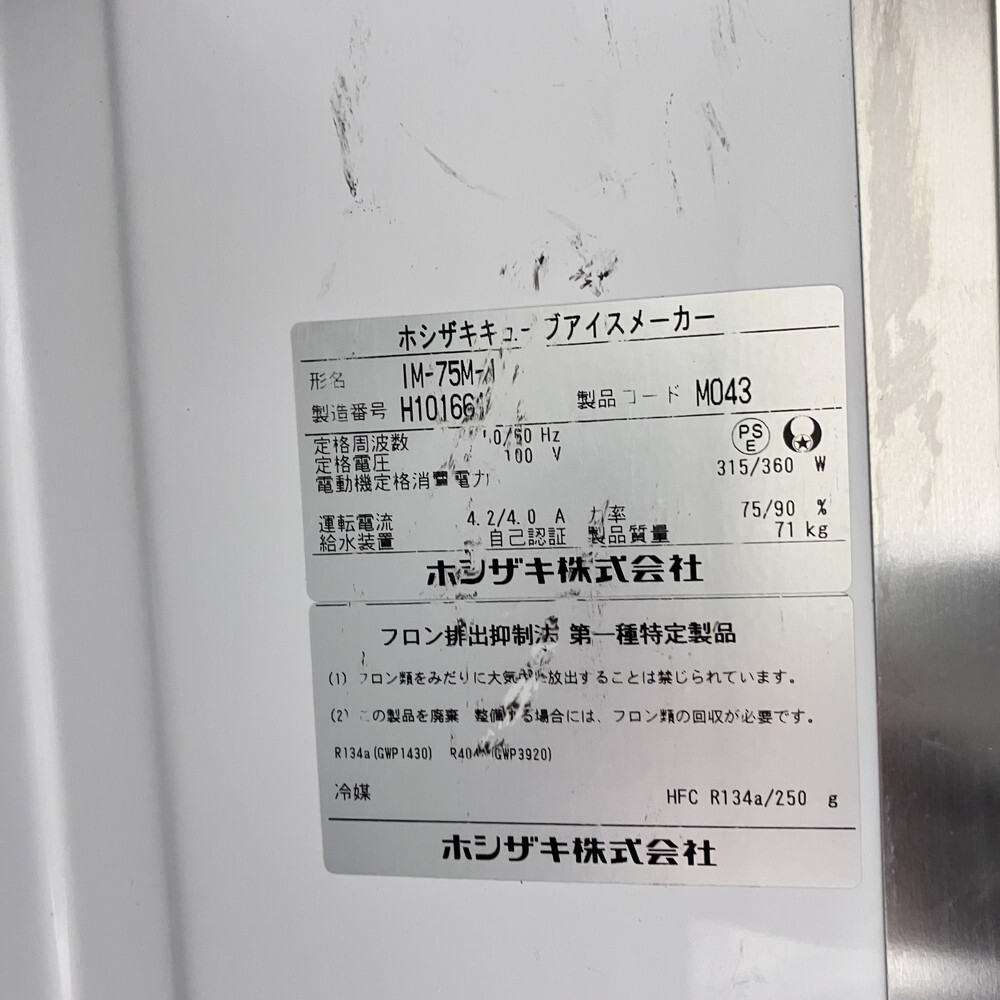 ホシザキキューブアイスメーカー
形名 IM-75M-1
製造番号 H10166 製品コード M043
定格周波数 50/60 Hz
定格電圧 100 V
電動機定格消費電力 315/360 W
運転電流 4.2/4.0 A 力率 75/90 %
給水装置 自己認証 製品質量 71 kg
ホシザキ株式会社
フロン排出抑制法 第一種特定製品
(1) フロン類をみだりに大気中に放出することは禁じられています。
(2) この製品を廃棄 整備する場合には、フロン類の回収が必要です。
R134a(GWP1430) R404A(GWP3920)
冷媒 HFC R134a/250 g
ホシザキ株式会社
PSE